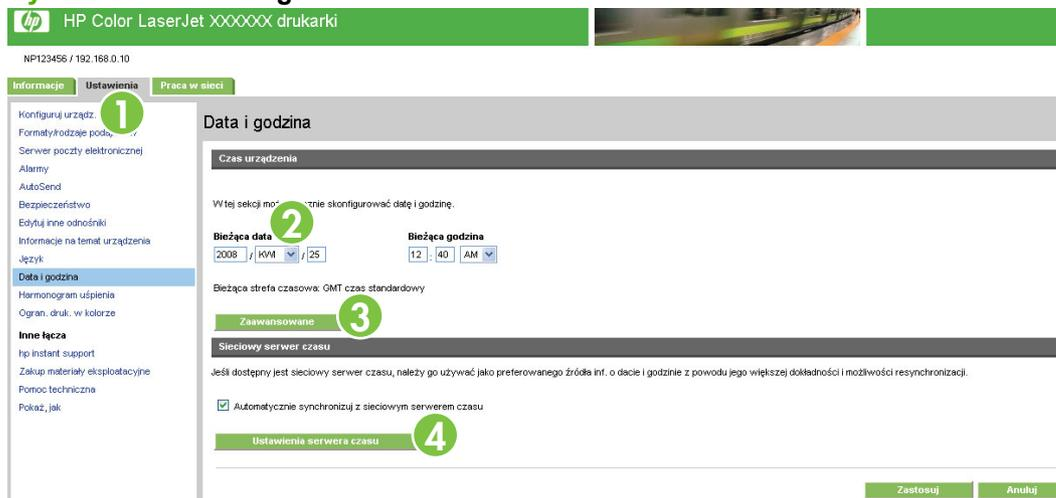 HP Color LaserJet XXXXXX drukarki
NP123456 / 192.168.0.10
Informacje Ustawienia Praca w sieci
Konfiguruj urządz.
1
Formaty/rodzaje
Serwer poczty elektronicznej
Alarmy
AutoSend
Bezpieczeństwo
Edytuj inne odnośniki
Informacje na temat urządzenia
Język
Data i godzina
Harmonogram uśpienia
Ogran. druk. w kolorze
Inne łącza
hp instant support
Zakup materiały eksploatacyjne
Pomoc techniczna
Pokaż, jak
Data i godzina
Czas urządzenia
W tej sekcji skonfigurować datę i godzinę.
2
Bieżąca data Bieżąca godzina
2008 / KWI / 25 12 : 40 AM
Bieżąca strefa czasowa: GMT czas standardowy
Zaawansowane
3
Sieciowy serwer czasu
Jeśli dostępny jest sieciowy serwer czasu, należy go używać jako preferowanego źródła inf. o dacie i godzinie z powodu jego większej dokładności i możliwości resynchronizacji.
Automatycznie synchronizuj z sieciowym serwerem czasu
Ustawienia serwera czasu
4
Zastosuj Anuluj